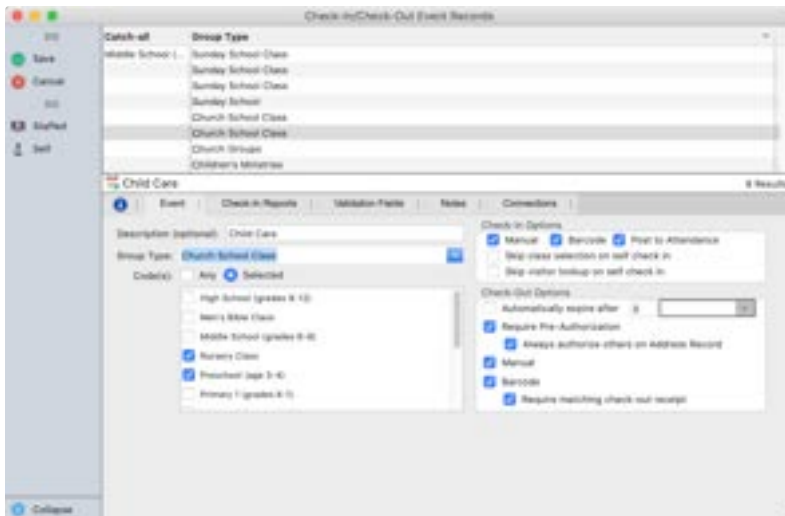 Check-In/Check-Out Event Records
Catch-all Group Type
Save
Cancel
Staffed
Self
Collapse
Middle School (... Sunday School Class
Sunday School Class
Sunday School Class
Sunday School
Church School Class
Church School Class
Church Groups
Children's Ministries
Child Care
8 Results
Event Check-In Reports Validation Fields Notes Connections
Description (optional): Child Care
Group Type: Church School Class
Code(s): Any Selected
High School (grades 9-12)
Men's Bible Class
Middle School (grades 6-8)
Nursery Class
Preschool (age 3-4)
Primary 1 (grades K-1)
Check-In Options
Manual Barcode Post to Attendance
Skip class selection on self check in
Skip visitor lookup on self check in
Check-Out Options
Automatically expire after
Require Pre-Authorization
Always authorize others on Address Record
Manual
Barcode
Require matching check-out receipt